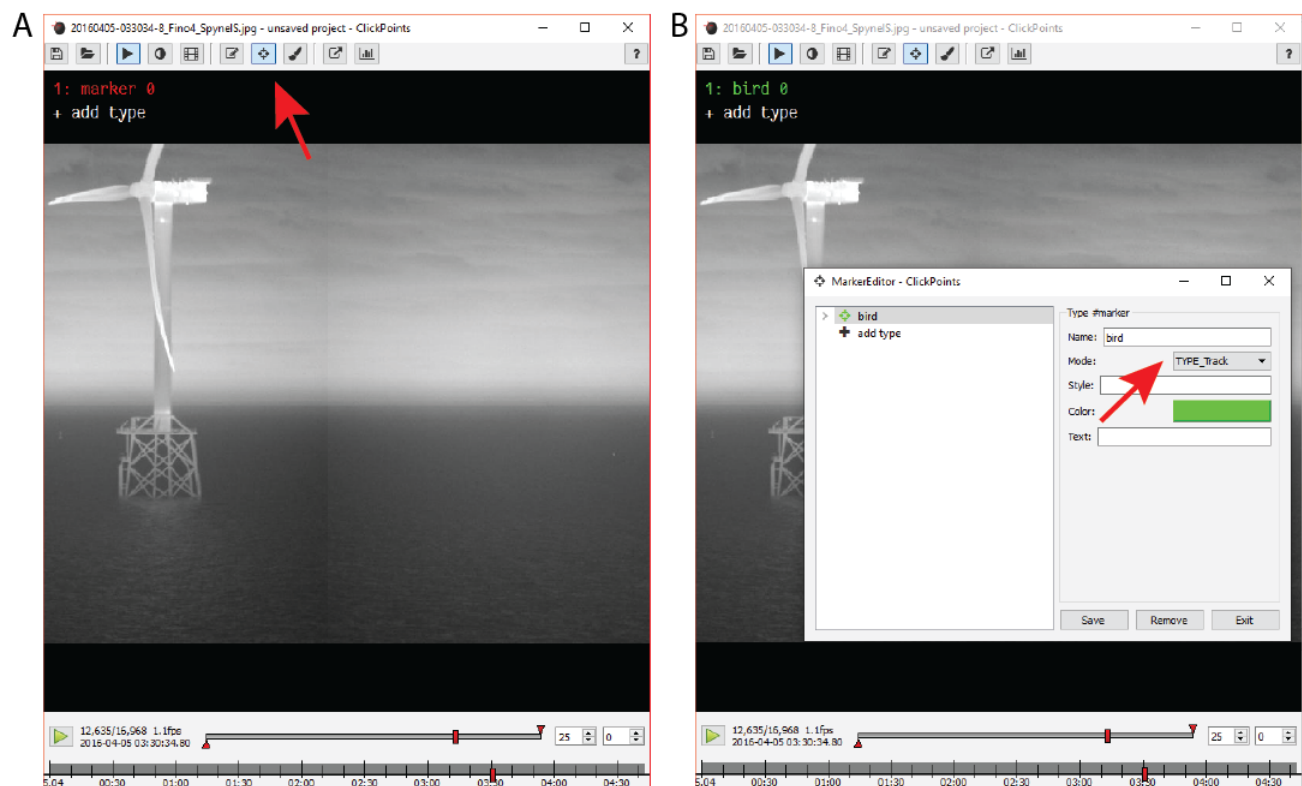 A
20160405-033034-8_Fino4_SpynelS.jpg - unsaved project - ClickPoints
?
1: marker 0
+ add type
12,635/16,968 1.1fps
2016-04-05 03:30:34.80
25
0
5.04 00:30 01:00 01:30 02:00 02:30 03:00 03:30 04:00 04:30
B
20160405-033034-8_Fino4_SpynelS.jpg - unsaved project - ClickPoints
?
1: bird 0
+ add type
MarkerEditor - ClickPoints
bird
add type
Type #marker
Name: bird
Mode: TYPE_Track
Style:
Color:
Text:
Save Remove Exit
12,635/16,968 1.1fps
2016-04-05 03:30:34.80
25
0
5.04 00:30 01:00 01:30 02:00 02:30 03:00 03:30 04:00 04:30